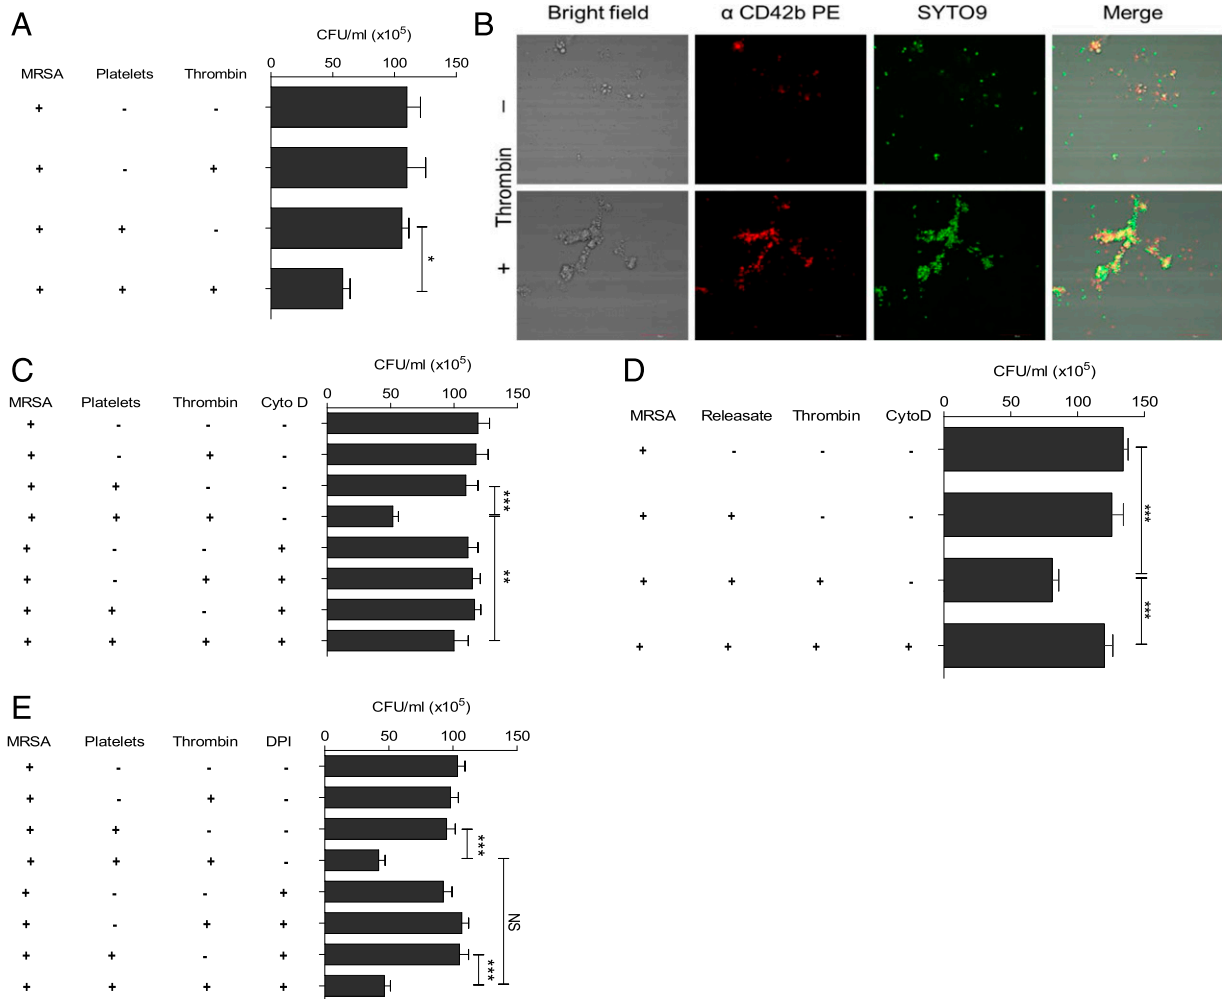 A
CFU/ml (x10⁵)
MRSA Platelets Thrombin
0 50 100 150
+ - -
+ - +
+ + -
+ + +
*
B
Bright field α CD42b PE SYTO9 Merge
Thrombin
–
+
C
CFU/ml (x10⁵)
MRSA Platelets Thrombin Cyto D
0 50 100 150
+ - - -
+ - + -
+ + - -
+ + + -
+ - - +
+ - + +
+ + - +
+ + + +
***
**
D
CFU/ml (x10⁵)
MRSA Releasate Thrombin CytoD
0 50 100 150
+ - - -
+ + - -
+ + + -
+ + + +
***
***
E
CFU/ml (x10⁵)
MRSA Platelets Thrombin DPI
0 50 100 150
+ - - -
+ - + -
+ + - -
+ + + -
+ - - +
+ - + +
+ + - +
+ + + +
***
NS
***